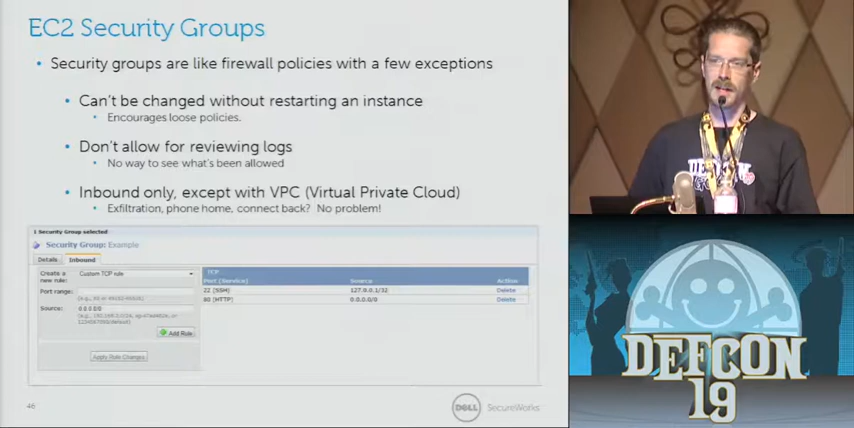 EC2 Security Groups
• Security groups are like firewall policies with a few exceptions
• Can't be changed without restarting an instance
• Encourages loose policies.
• Don't allow for reviewing logs
• No way to see what's been allowed
• Inbound only, except with VPC (Virtual Private Cloud)
• Exfiltration, phone home, connect back? No problem!
1 Security Group selected
Security Group: Example
Details Inbound
Create a new rule: Custom TCP rule
Port range:
Source: 0.0.0.0/0
Add Rule
Apply Rule Changes
TCP
Port (Service) Source Action
22 (SSH) 127.0.0.1/32 Delete
80 (HTTP) 0.0.0.0/0 Delete
46
DELL SecureWorks
DEFCON
19